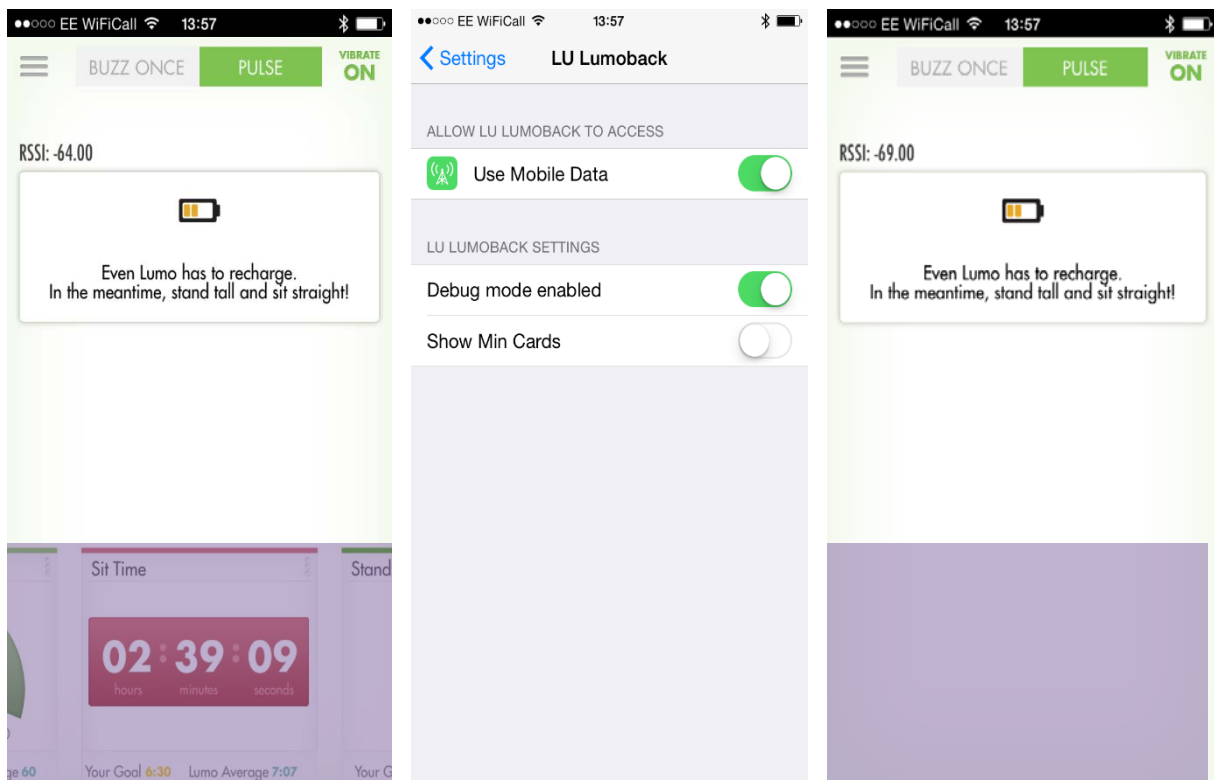 ●●○○○ EE WiFiCall 13:57
BUZZ ONCE PULSE VIBRATE ON
RSSI: -64.00
Even Lumo has to recharge.
In the meantime, stand tall and sit straight!
Sit Time
Stand
02:39:09
hours minutes seconds
60
Your Goal 6:30 Lumo Average 7:07
Your G
●●○○○ EE WiFiCall 13:57
Settings LU Lumoback
ALLOW LU LUMOBACK TO ACCESS
Use Mobile Data
LU LUMOBACK SETTINGS
Debug mode enabled
Show Min Cards
●●○○○ EE WiFiCall 13:57
BUZZ ONCE PULSE VIBRATE ON
RSSI: -69.00
Even Lumo has to recharge.
In the meantime, stand tall and sit straight!